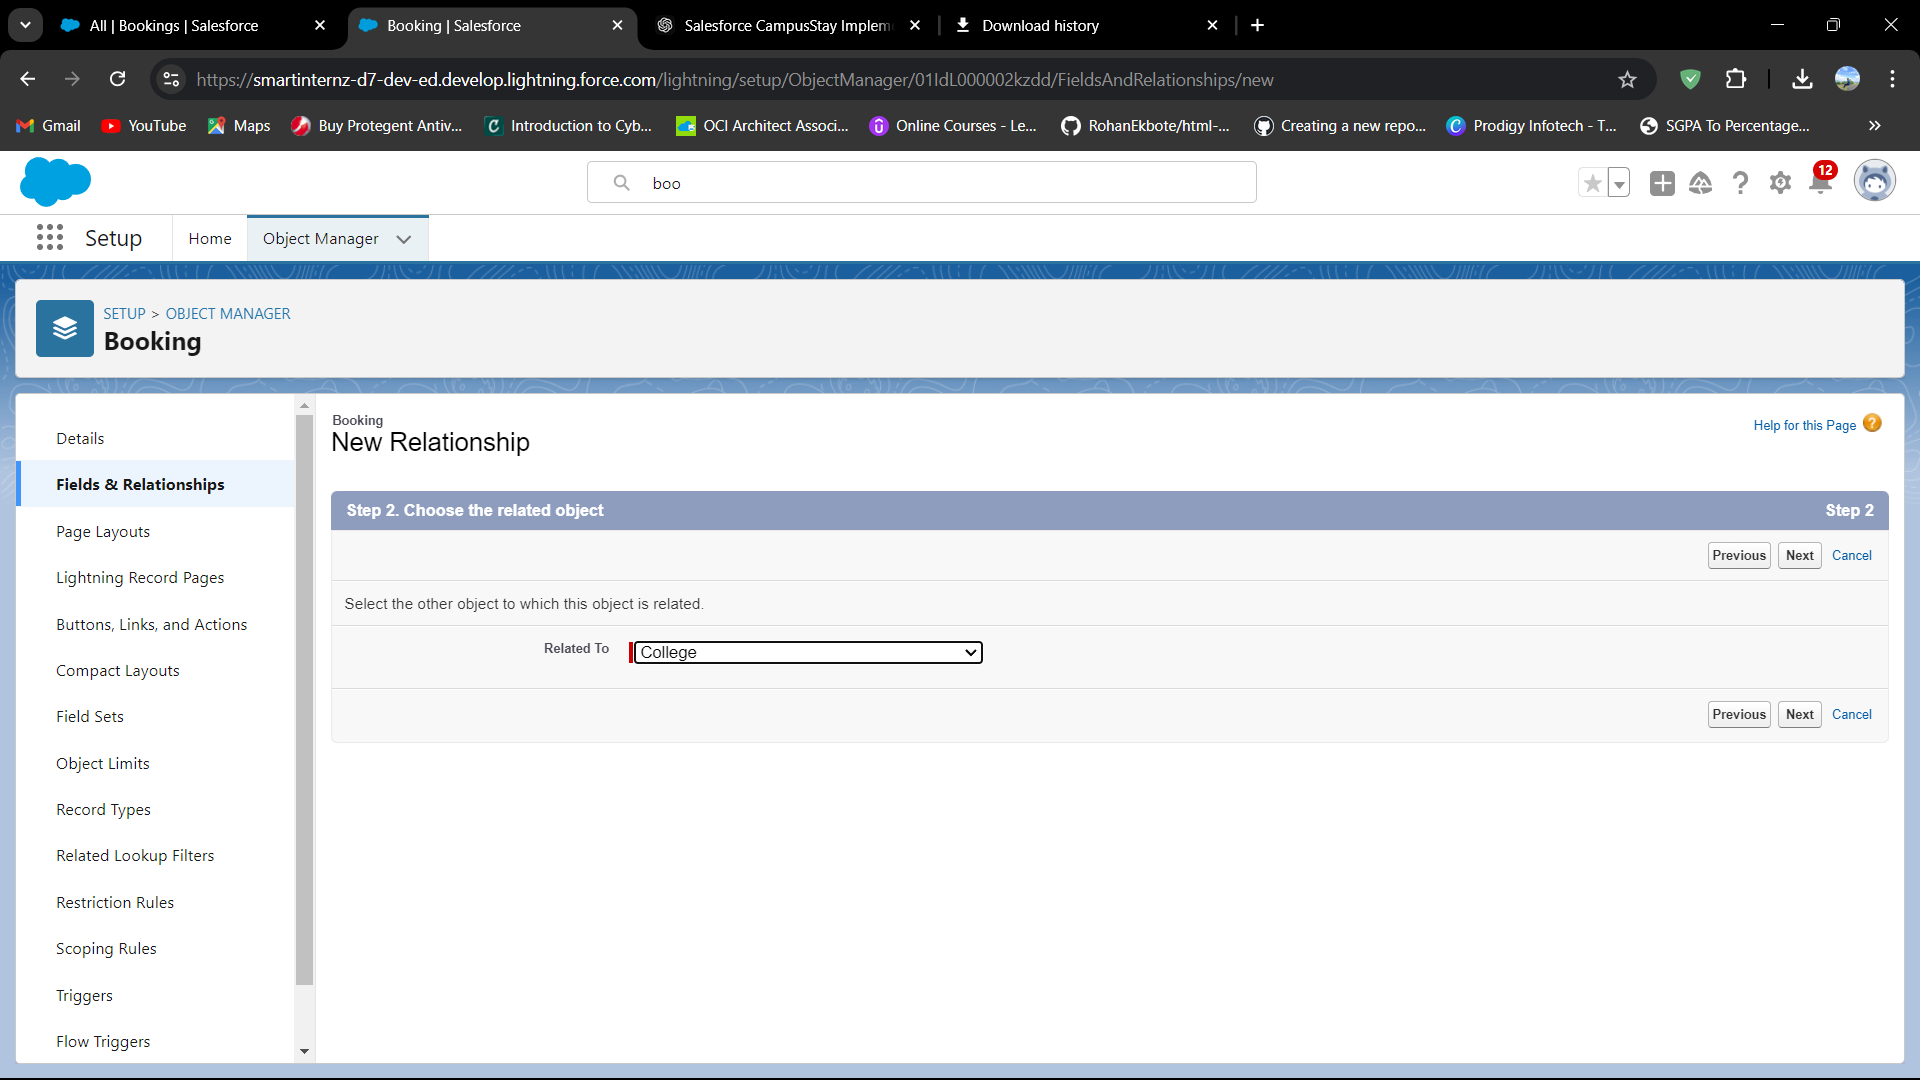 All | Bookings | Salesforce
Booking | Salesforce
Salesforce CampusStay Implem
Download history
https://smartinternz-d7-dev-ed.develop.lightning.force.com/lightning/setup/ObjectManager/01IdL000002kzdd/FieldsAndRelationships/new
Gmail
YouTube
Maps
Buy Protegent Antiv...
Introduction to Cyb...
OCI Architect Associ...
Online Courses - Le...
RohanEkbote/html-...
Creating a new repo...
Prodigy Infotech - T...
SGPA To Percentage...
boo
12
Setup
Home
Object Manager
SETUP > OBJECT MANAGER
Booking
Details
Fields & Relationships
Page Layouts
Lightning Record Pages
Buttons, Links, and Actions
Compact Layouts
Field Sets
Object Limits
Record Types
Related Lookup Filters
Restriction Rules
Scoping Rules
Triggers
Flow Triggers
Booking
New Relationship
Help for this Page
Step 2. Choose the related object
Step 2
Previous Next Cancel
Select the other object to which this object is related.
Related To College
Previous Next Cancel